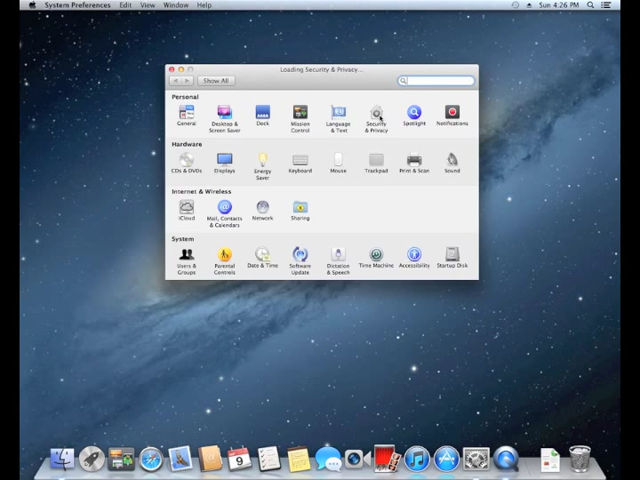 System Preferences Edit View Window Help
Sun 4:26 PM
Loading Security & Privacy...
Show All
Personal
General
Desktop & Screen Saver
Dock
Mission Control
Language & Text
Security & Privacy
Spotlight
Notifications
Hardware
CDs & DVDs
Displays
Energy Saver
Keyboard
Mouse
Trackpad
Print & Scan
Sound
Internet & Wireless
iCloud
Mail, Contacts & Calendars
Network
Sharing
System
Users & Groups
Parental Controls
Date & Time
Software Update
Dictation & Speech
Time Machine
Accessibility
Startup Disk
9